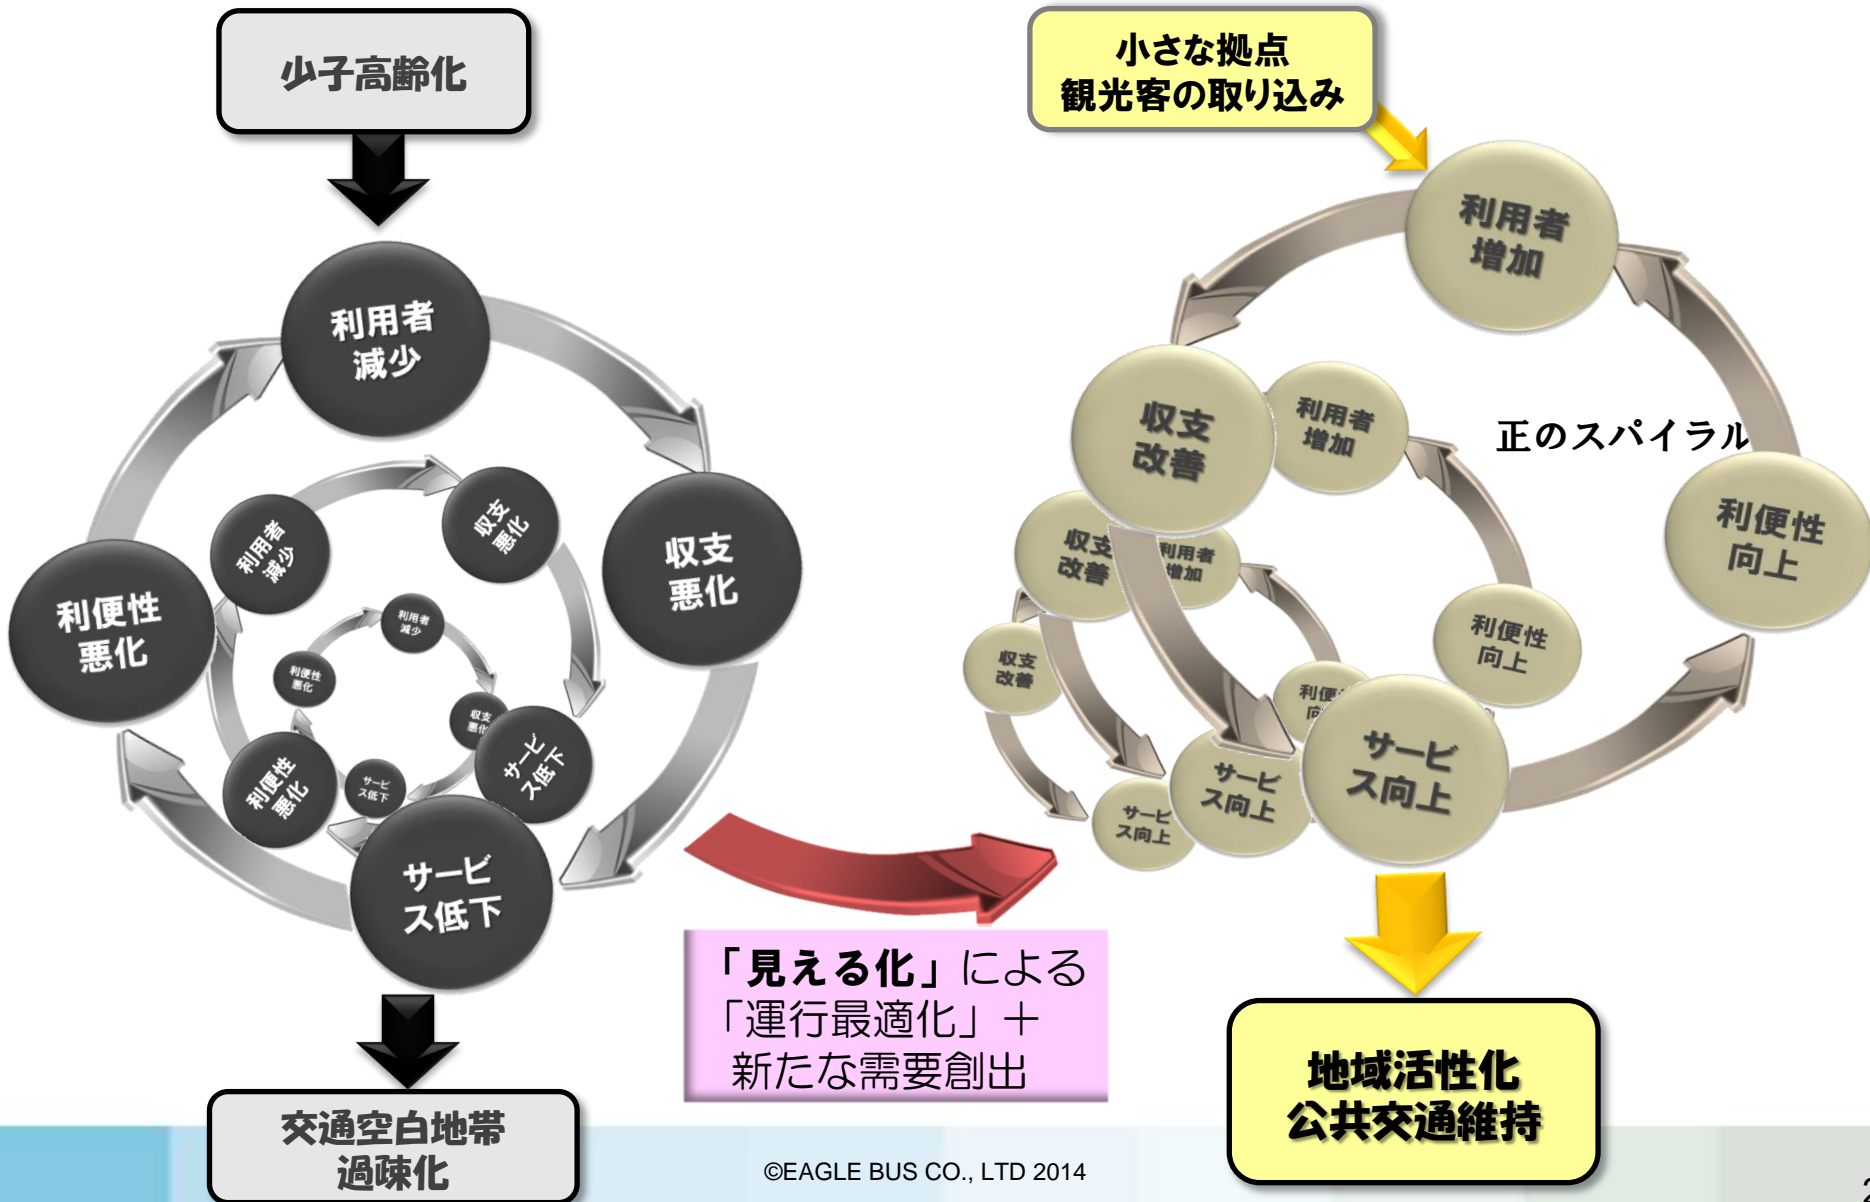 少子高齢化
利用者
減少
収支
悪化
サービ
ス低下
利便性
悪化
利用者
減少
収支
悪化
サービ
ス低下
利便性
悪化
利用者
減少
収支
悪化
サービ
ス低下
利便性
悪化
交通空白地帯
過疎化
「見える化」による
「運行最適化」＋
新たな需要創出
小さな拠点
観光客の取り込み
利用者
増加
収支
改善
サービ
ス向上
利便性
向上
正のスパイラル
利用者
増加
収支
改善
サービ
ス向上
利便性
向上
利用者
増加
収支
改善
サービ
ス向上
利便
地域活性化
公共交通維持
©EAGLE BUS CO., LTD 2014